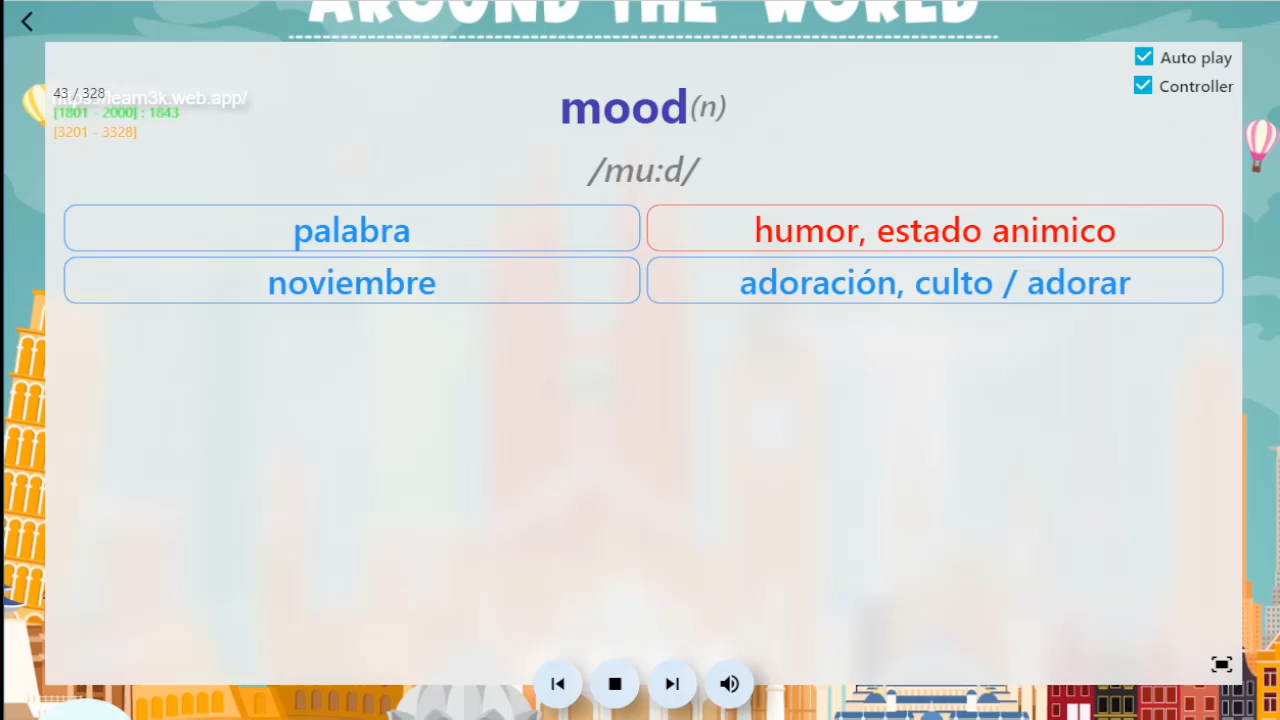 AROUND THE WORLD
Auto play
Controller
43 / 328
https://learn3k.web.app/
[1801 - 2000] : 1843
[3201 - 3328]
mood(n)
/mu:d/
palabra
humor, estado animico
noviembre
adoración, culto / adorar